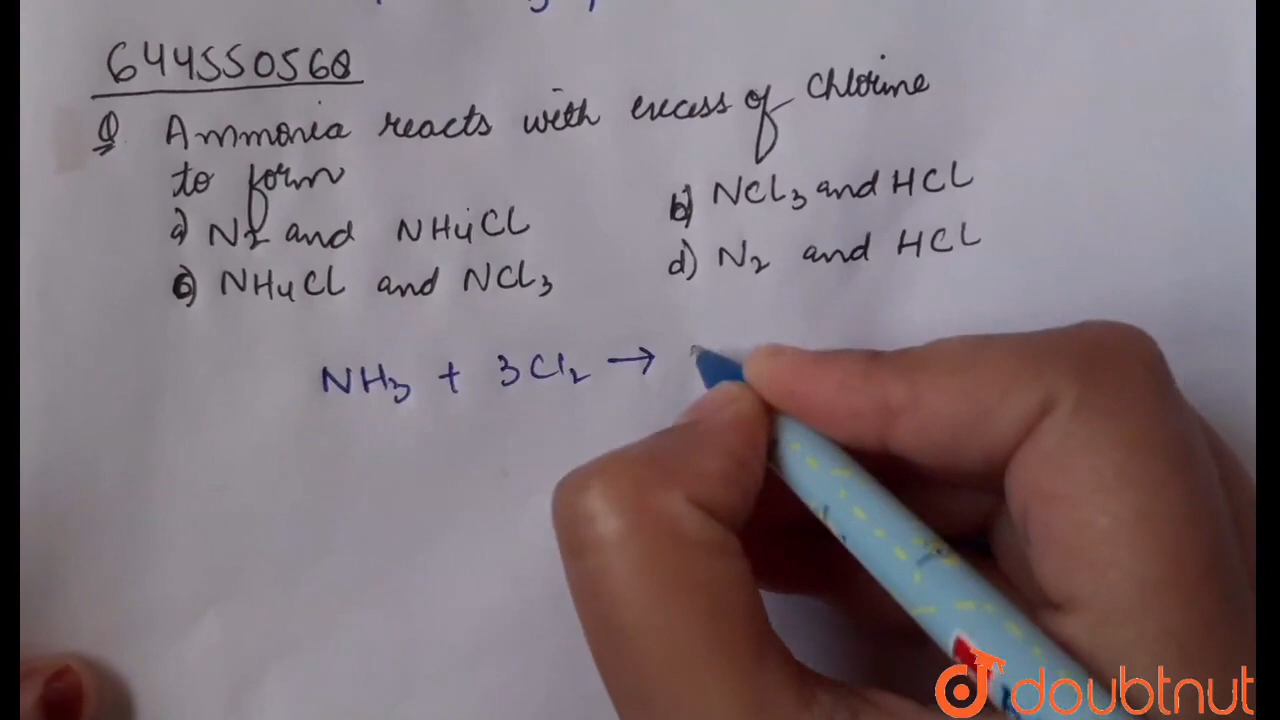 644550568
Q Ammonia reacts with excess of Chlorine
to form
a) N2 and NH4Cl b) NCl3 and HCl
c) NH4Cl and NCl3 d) N2 and HCl
NH3 + 3Cl2 →
doubtnut